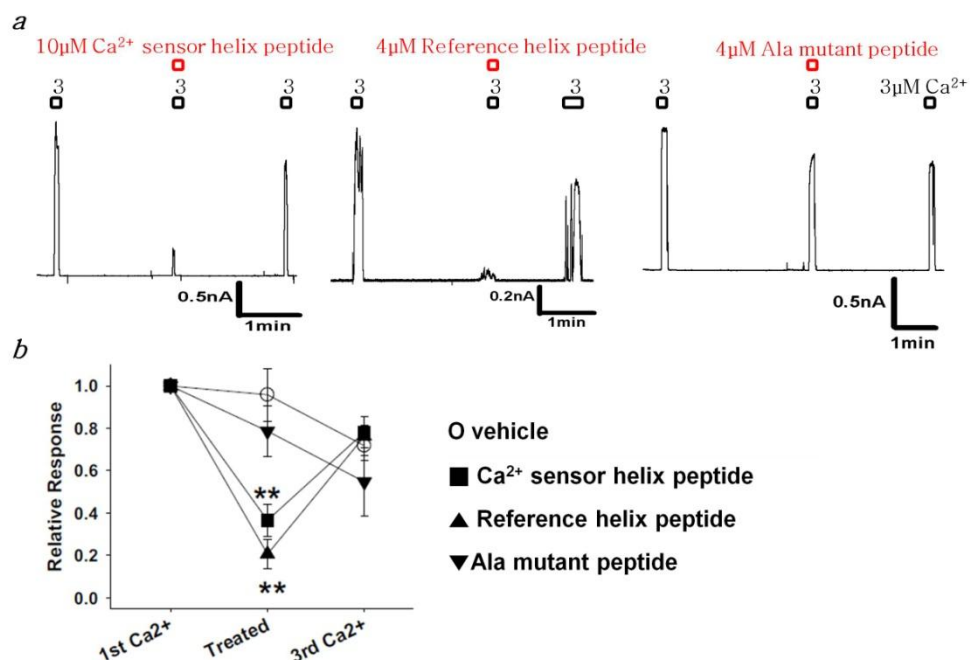 a
10µM Ca²⁺ sensor helix peptide 4µM Reference helix peptide 4µM Ala mutant peptide
3 3 3 3 3 3 3 3 3µM Ca²⁺
0.5nA
1min
0.2nA
1min
0.5nA
1min
b
Relative Response
1.0
0.8
0.6
0.4
0.2
0.0
**
**
1st Ca2+ Treated 3rd Ca2+
O vehicle
■ Ca²⁺ sensor helix peptide
▲ Reference helix peptide
▼ Ala mutant peptide